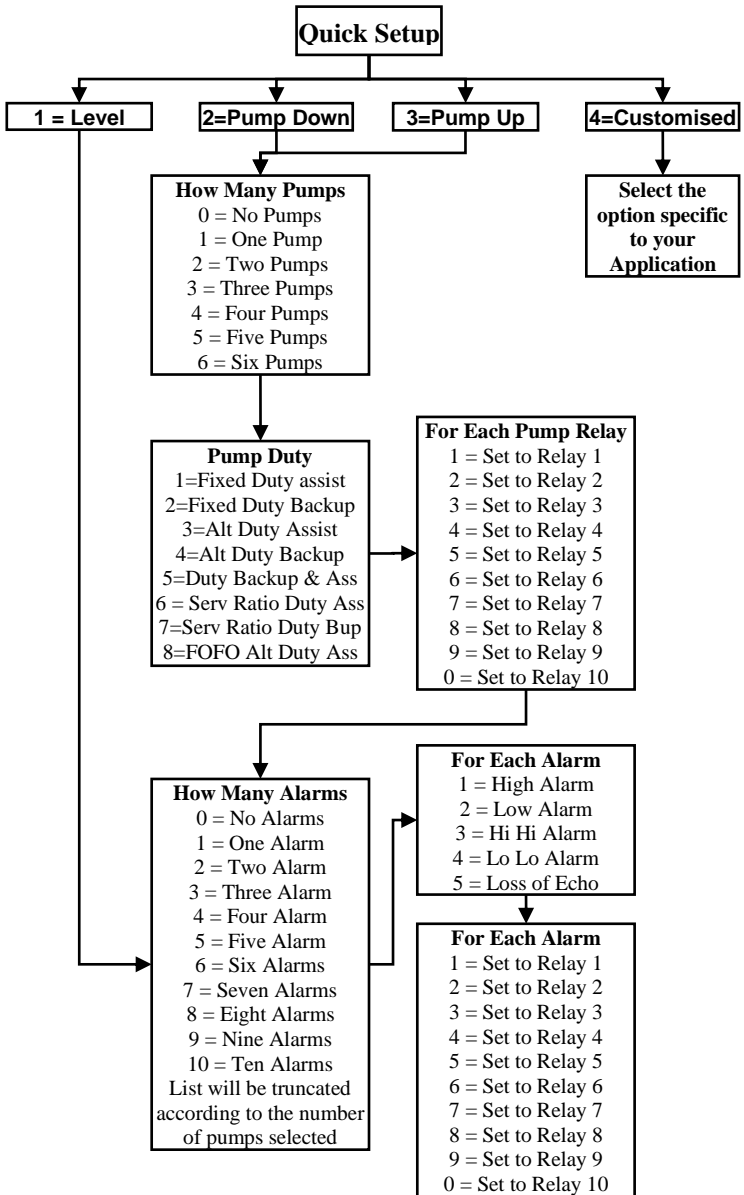 Quick Setup
1 = Level
2=Pump Down
3=Pump Up
4=Customised
How Many Pumps
0 = No Pumps
1 = One Pump
2 = Two Pumps
3 = Three Pumps
4 = Four Pumps
5 = Five Pumps
6 = Six Pumps
Select the
option specific
to your
Application
Pump Duty
1=Fixed Duty assist
2=Fixed Duty Backup
3=Alt Duty Assist
4=Alt Duty Backup
5=Duty Backup & Ass
6 = Serv Ratio Duty Ass
7=Serv Ratio Duty Bup
8=FOFO Alt Duty Ass
For Each Pump Relay
1 = Set to Relay 1
2 = Set to Relay 2
3 = Set to Relay 3
4 = Set to Relay 4
5 = Set to Relay 5
6 = Set to Relay 6
7 = Set to Relay 7
8 = Set to Relay 8
9 = Set to Relay 9
0 = Set to Relay 10
How Many Alarms
0 = No Alarms
1 = One Alarm
2 = Two Alarm
3 = Three Alarm
4 = Four Alarm
5 = Five Alarm
6 = Six Alarms
7 = Seven Alarms
8 = Eight Alarms
9 = Nine Alarms
10 = Ten Alarms
List will be truncated
according to the number
of pumps selected
For Each Alarm
1 = High Alarm
2 = Low Alarm
3 = Hi Hi Alarm
4 = Lo Lo Alarm
5 = Loss of Echo
For Each Alarm
1 = Set to Relay 1
2 = Set to Relay 2
3 = Set to Relay 3
4 = Set to Relay 4
5 = Set to Relay 5
6 = Set to Relay 6
7 = Set to Relay 7
8 = Set to Relay 8
9 = Set to Relay 9
0 = Set to Relay 10